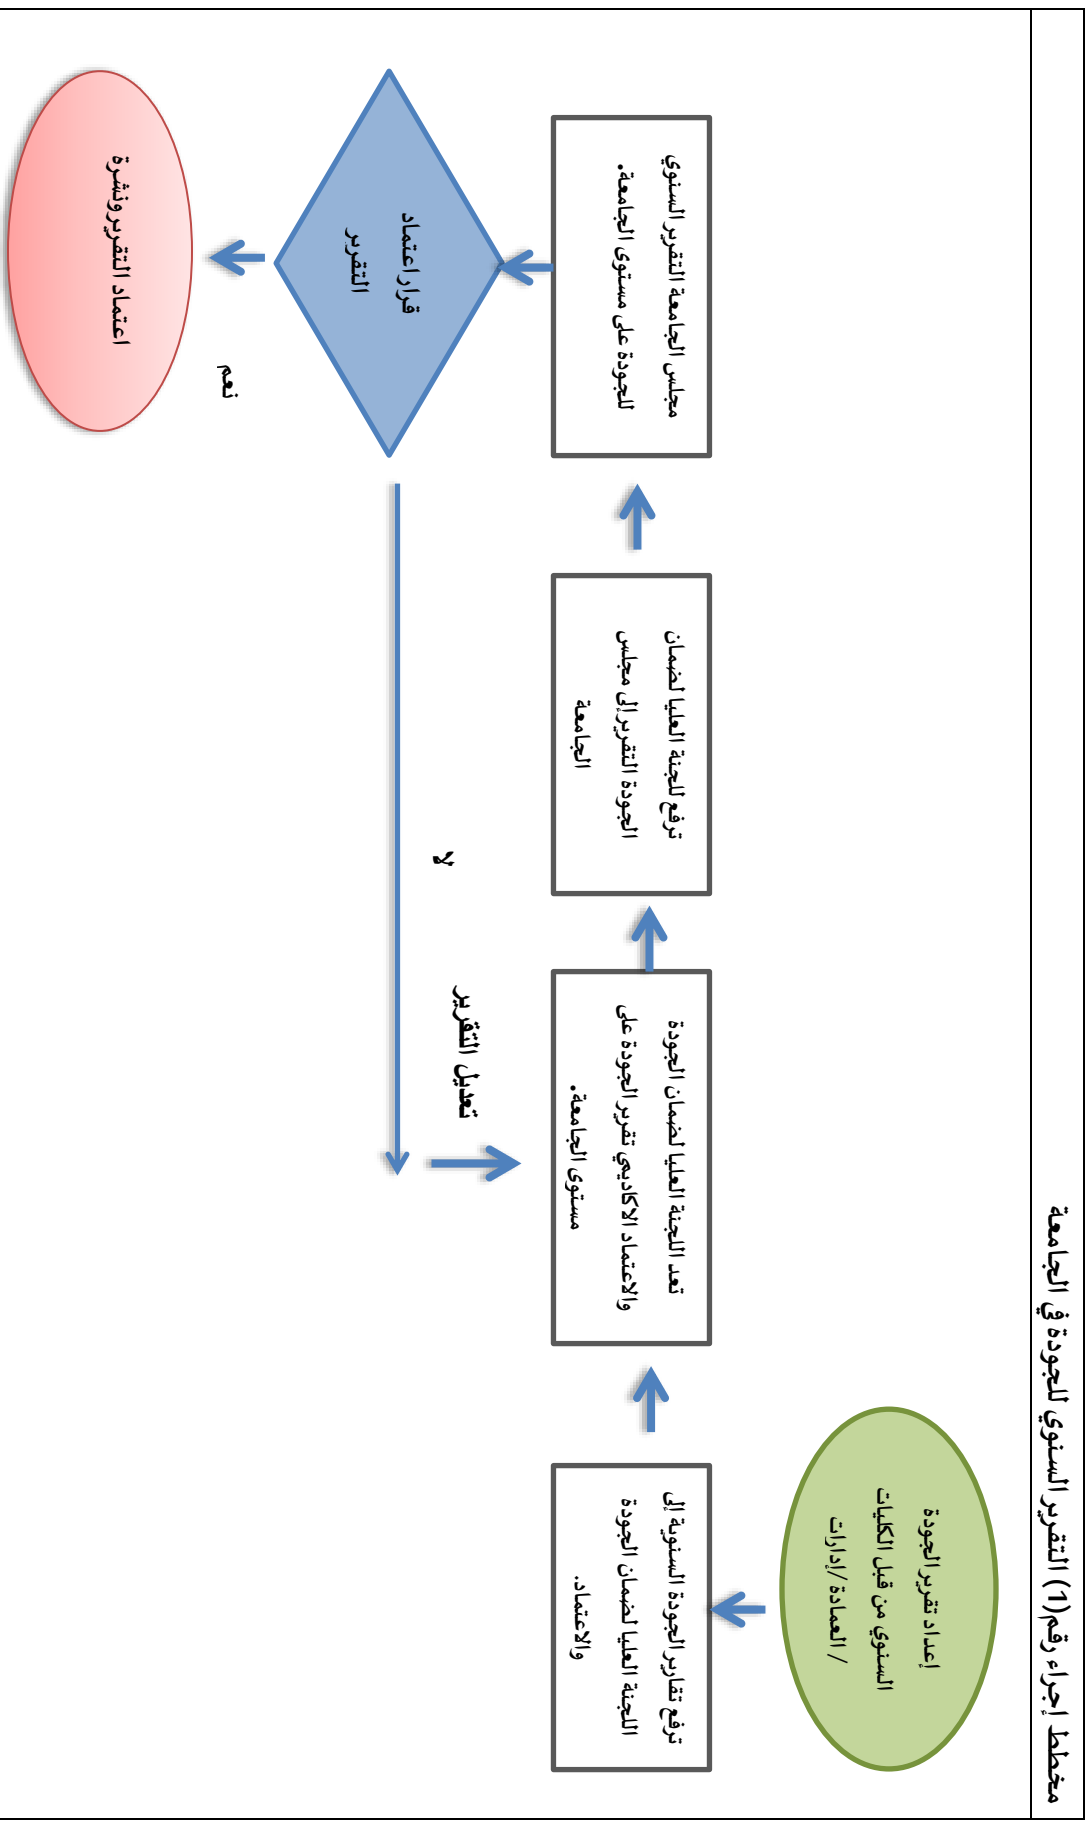 مخطط إجراء رقم(1) التقرير السنوي للجودة في الجامعة
إعداد تقرير الجودة
السنوي من قبل الكليات
/ العمادة /إدارات
ترفع تقارير الجودة السنوية إلى
اللجنة العليا لضمان الجودة
والاعتماد.
تعد اللجنة العليا لضمان الجودة
والاعتماد الاكاديمي تقرير الجودة على
مستوى الجامعة.
ترفع للجنة العليا لضمان
الجودة التقرير إلى مجلس
الجامعة
مجلس الجامعة التقرير السنوي
للجودة على مستوى الجامعة.
قرار اعتماد
التقرير
لا
تعديل التقرير
نعم
اعتماد التقرير ونشرة